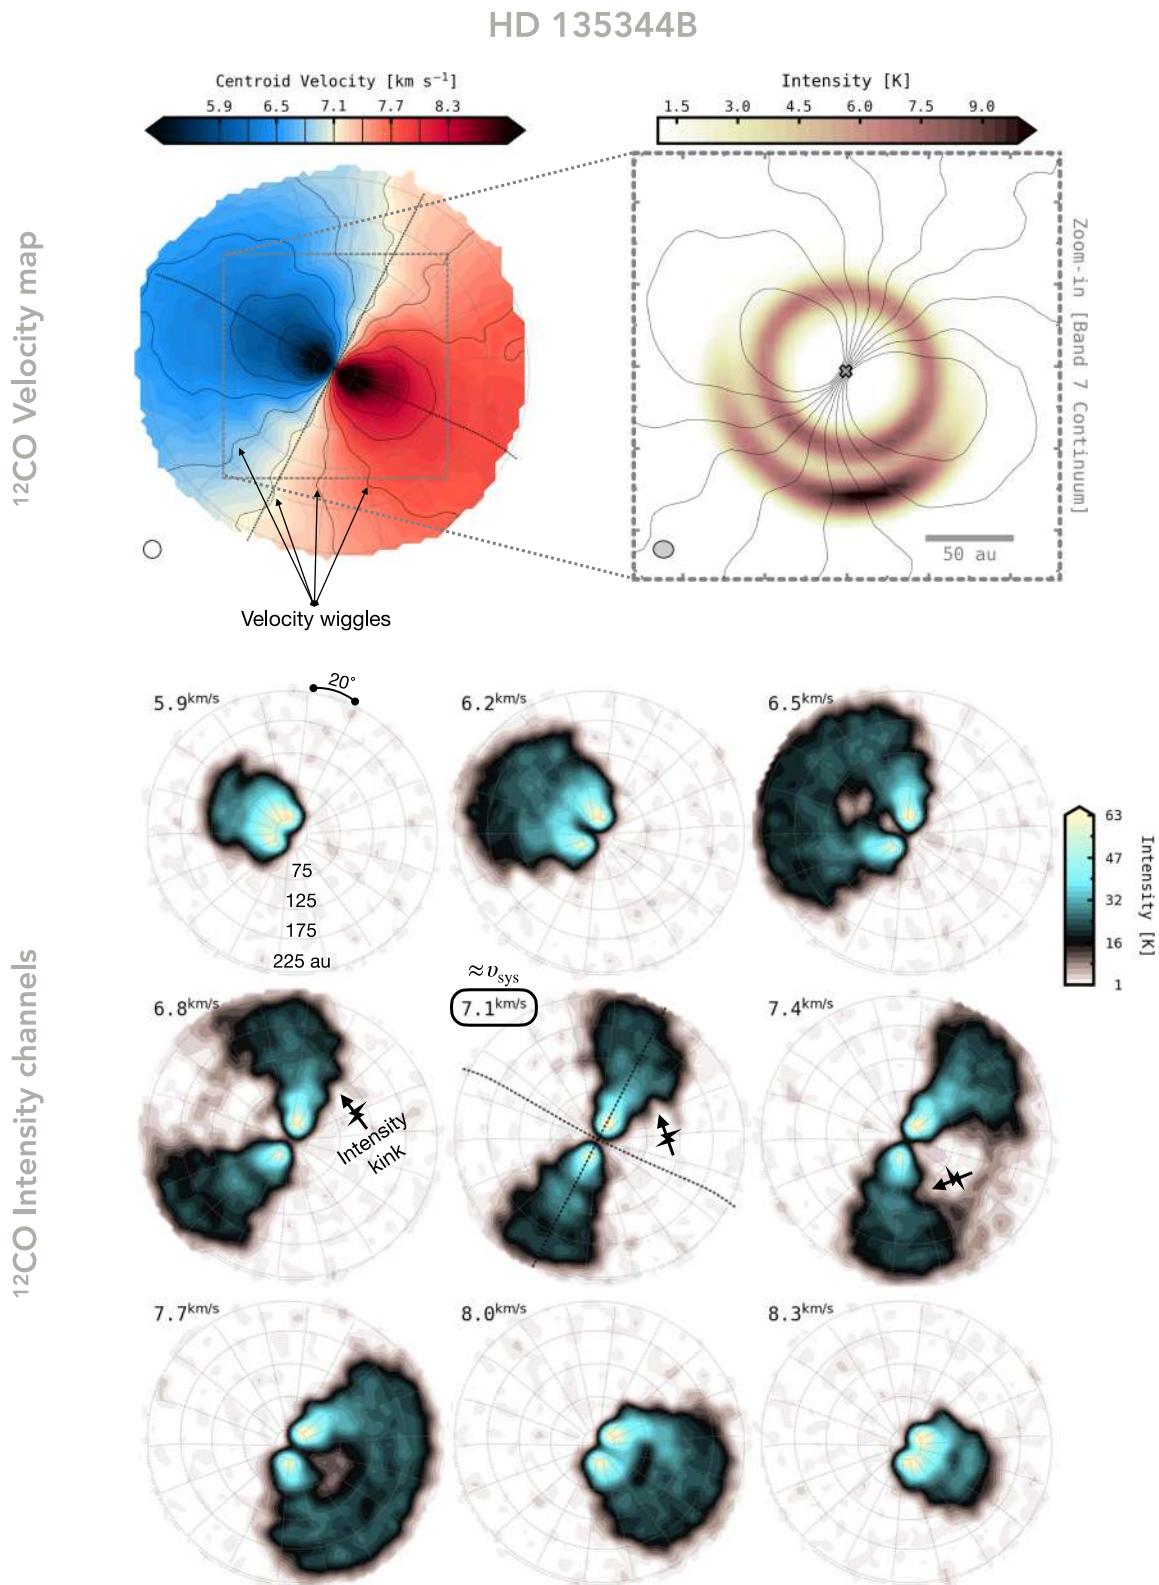 HD 135344B
Centroid Velocity [km s⁻¹]
5.9 6.5 7.1 7.7 8.3
Intensity [K]
1.5 3.0 4.5 6.0 7.5 9.0
¹²CO Velocity map
Zoom-in [Band 7 Continuum]
50 au
Velocity wiggles
20°
5.9km/s
6.2km/s
6.5km/s
75
125
175
225 au
63
47
32
16
1
Intensity [K]
¹²CO Intensity channels
≈ υsys
6.8km/s
7.1km/s
7.4km/s
Intensity
kink
7.7km/s
8.0km/s
8.3km/s